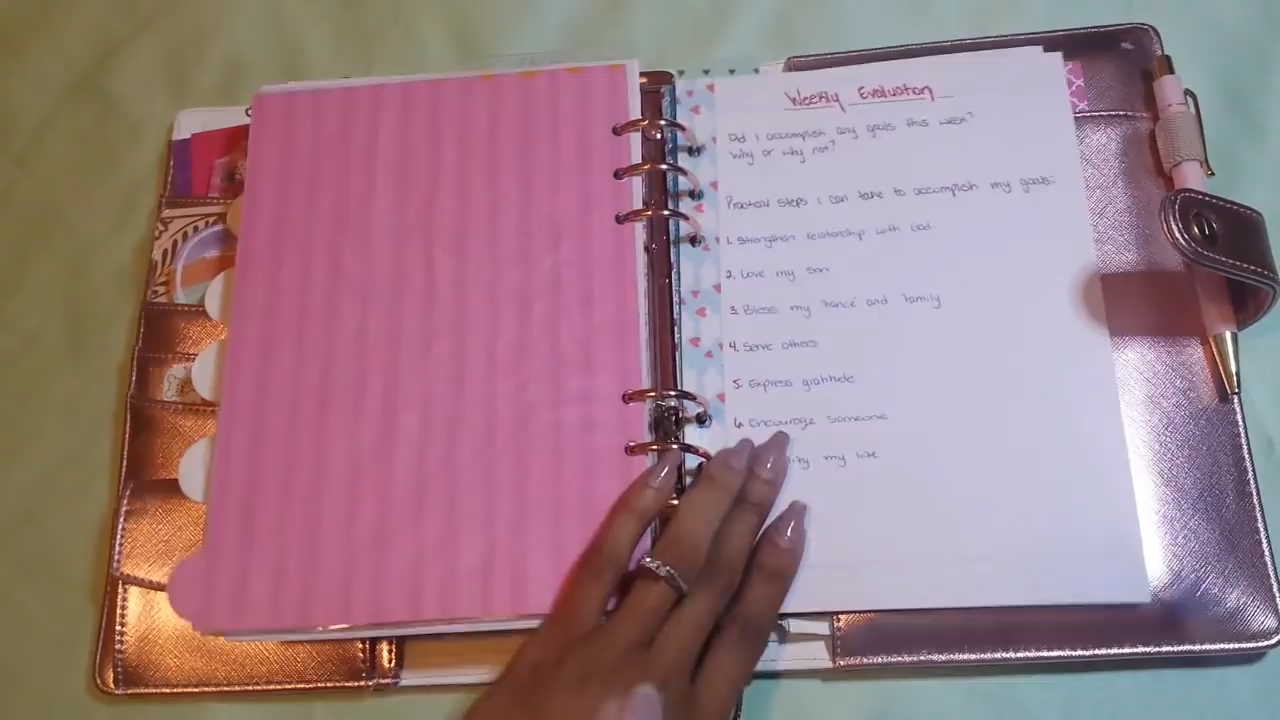 Weekly Evaluation
Did I accomplish any goals this week?
Why or why not?
Practical steps I can take to accomplish my goals:
1. Strengthen relationship with God
2. Love my son
3. Bless my fiancé and family
4. Serve others
5. Express gratitude
6. Encourage someone
my life